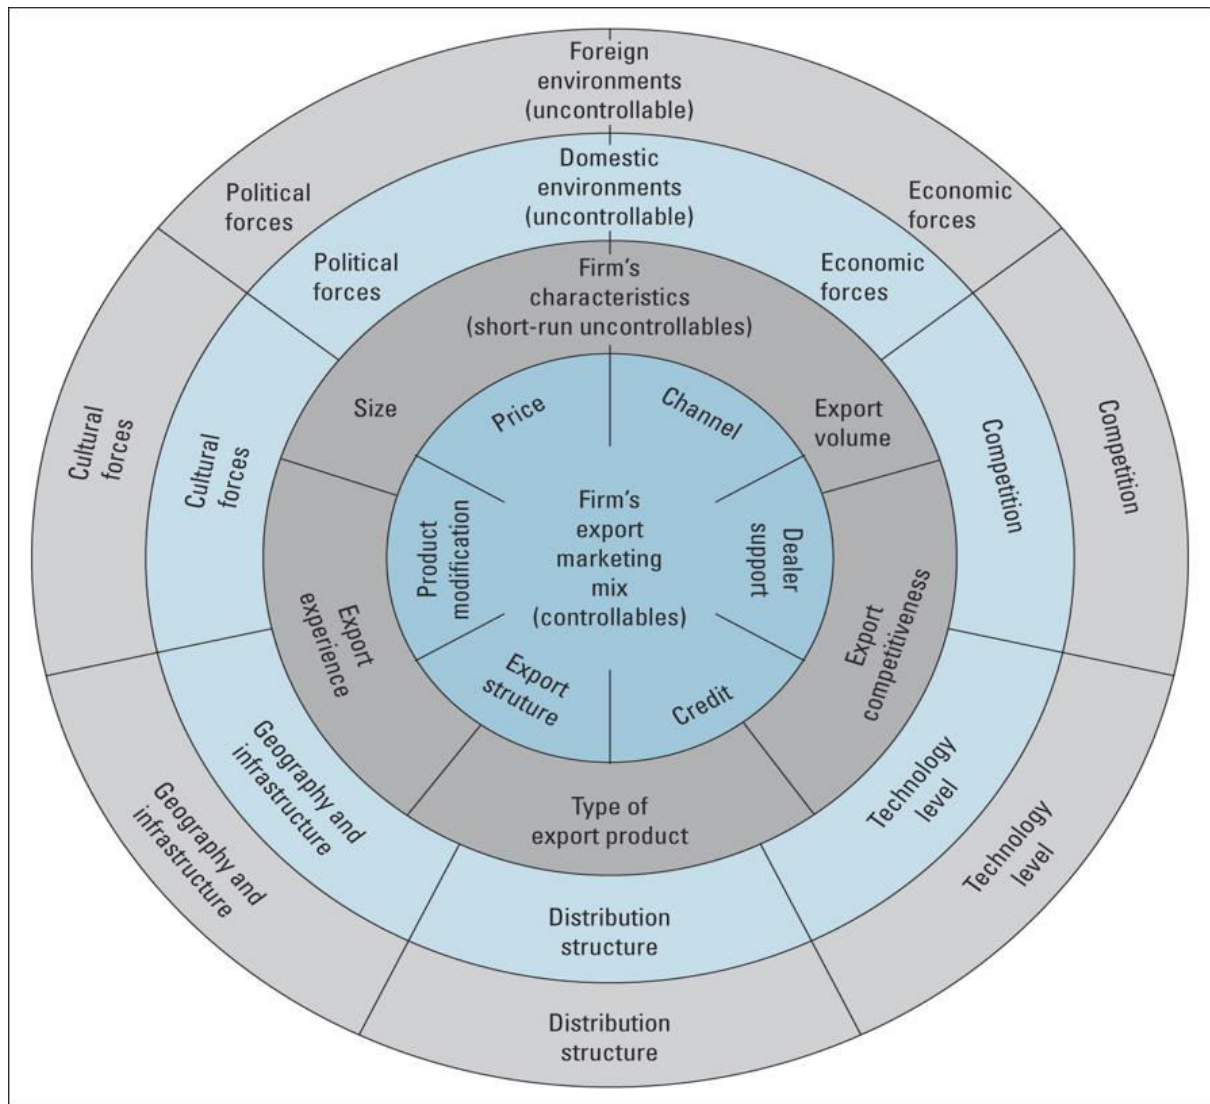 Foreign
environments
(uncontrollable)
Political
forces
Economic
forces
Cultural
forces
Competition
Geography and
infrastructure
Technology
level
Distribution
structure
Domestic
environments
(uncontrollable)
Political
forces
Economic
forces
Cultural
forces
Competition
Geography and
infrastructure
Technology
level
Distribution
structure
Firm's
characteristics
(short-run uncontrollables)
Size
Export
volume
Export
experience
Export
competitiveness
Type of
export product
Price
Channel
Product
modification
Dealer
support
Export
struture
Credit
Firm's
export
marketing
mix
(controllables)